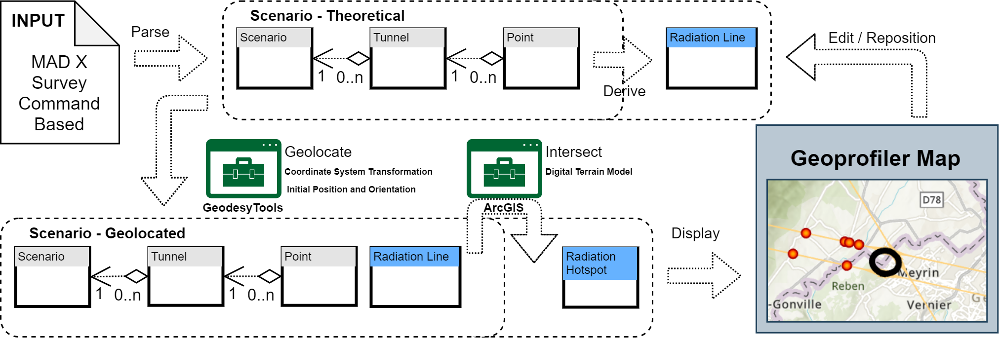 INPUT
MAD X
Survey
Command
Based
Parse
Scenario - Theoretical
Scenario
1
0..n
Tunnel
1
0..n
Point
Derive
Radiation Line
Edit / Reposition
Geolocate
Coordinate System Transformation
Initial Position and Orientation
GeodesyTools
Intersect
Digital Terrain Model
ArcGIS
Scenario - Geolocated
Scenario
1
0..n
Tunnel
1
0..n
Point
Radiation Line
Radiation
Hotspot
Display
Geoprofiler Map
D78
Meyrin
Reben
-Gonville
Vernier